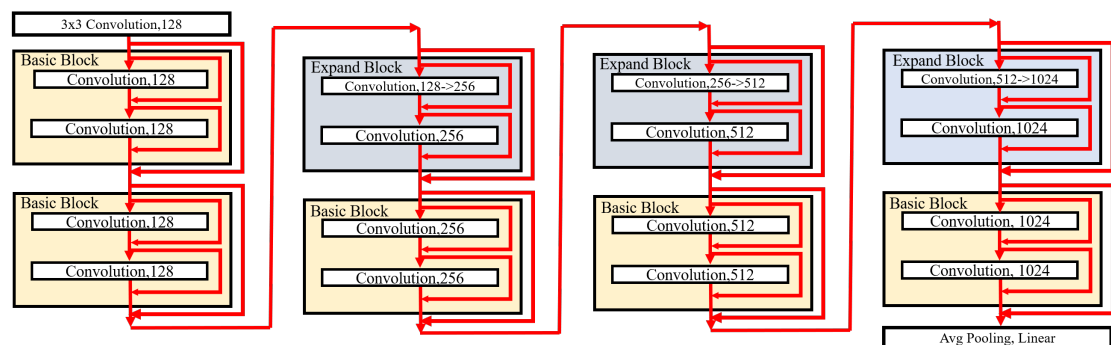 3x3 Convolution,128
Basic Block
Convolution,128
Convolution,128
Basic Block
Convolution,128
Convolution,128
Expand Block
Convolution,128->256
Convolution,256
Basic Block
Convolution,256
Convolution,256
Expand Block
Convolution,256->512
Convolution,512
Basic Block
Convolution,512
Convolution,512
Expand Block
Convolution,512->1024
Convolution, 1024
Basic Block
Convolution, 1024
Convolution, 1024
Avg Pooling, Linear